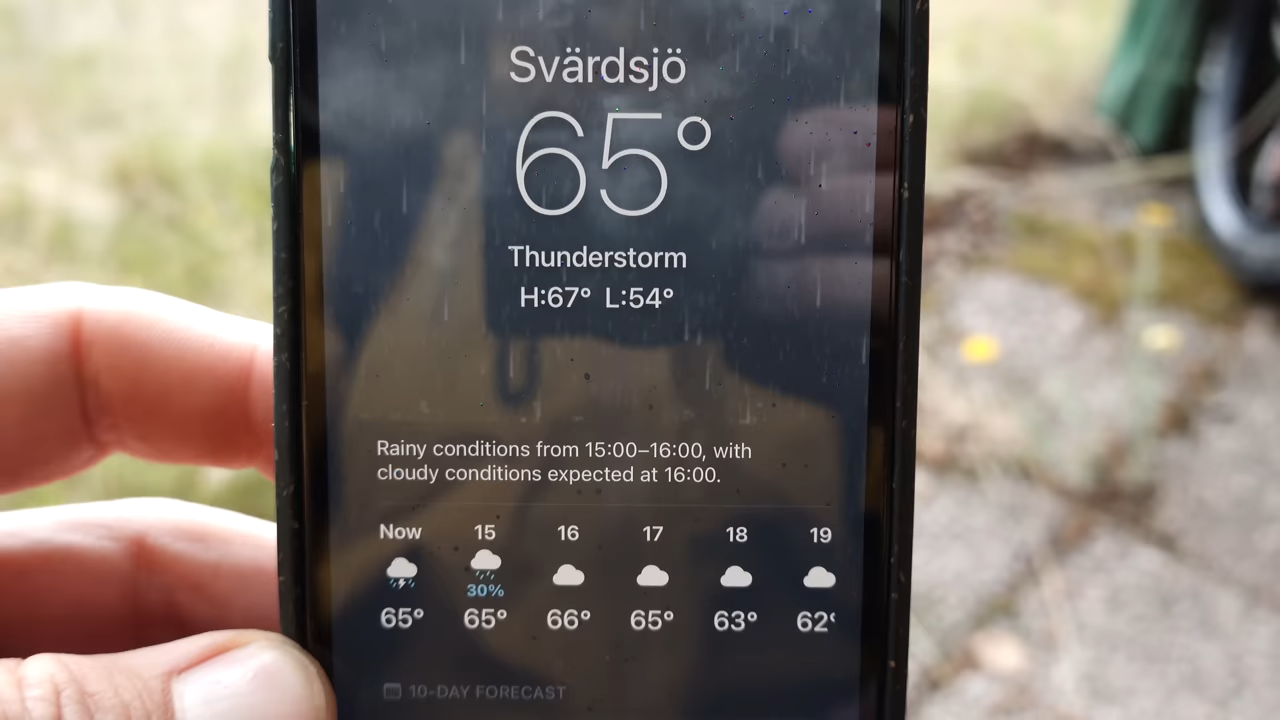 Svärdsjö
65°
Thunderstorm
H:67° L:54°
Rainy conditions from 15:00–16:00, with
cloudy conditions expected at 16:00.
Now 15 16 17 18 19
30%
65° 65° 66° 65° 63° 62°
10-DAY FORECAST